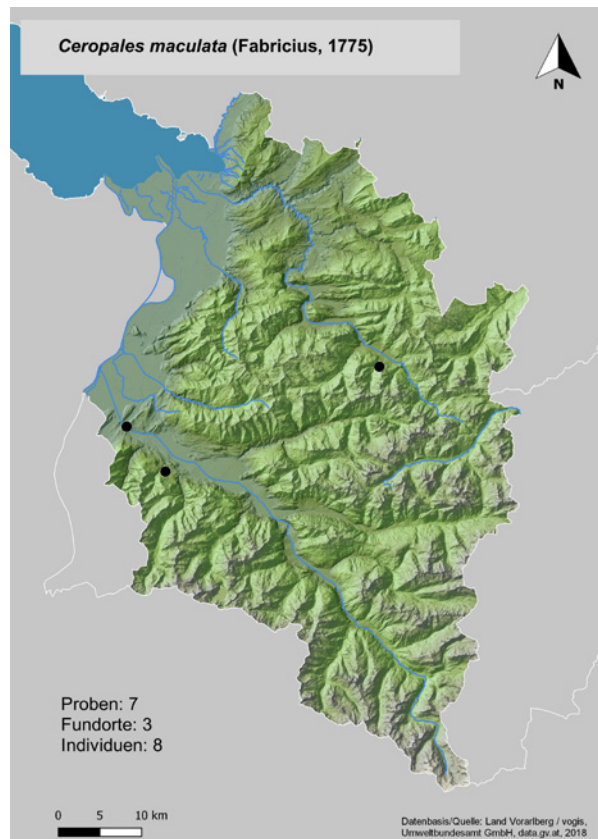 Ceropales maculata (Fabricius, 1775)
N
Proben: 7
Fundorte: 3
Individuen: 8
0 5 10 km
Datenbasis/Quelle: Land Vorarlberg / vogis,
Umweltbundesamt GmbH, data.gv.at, 2018